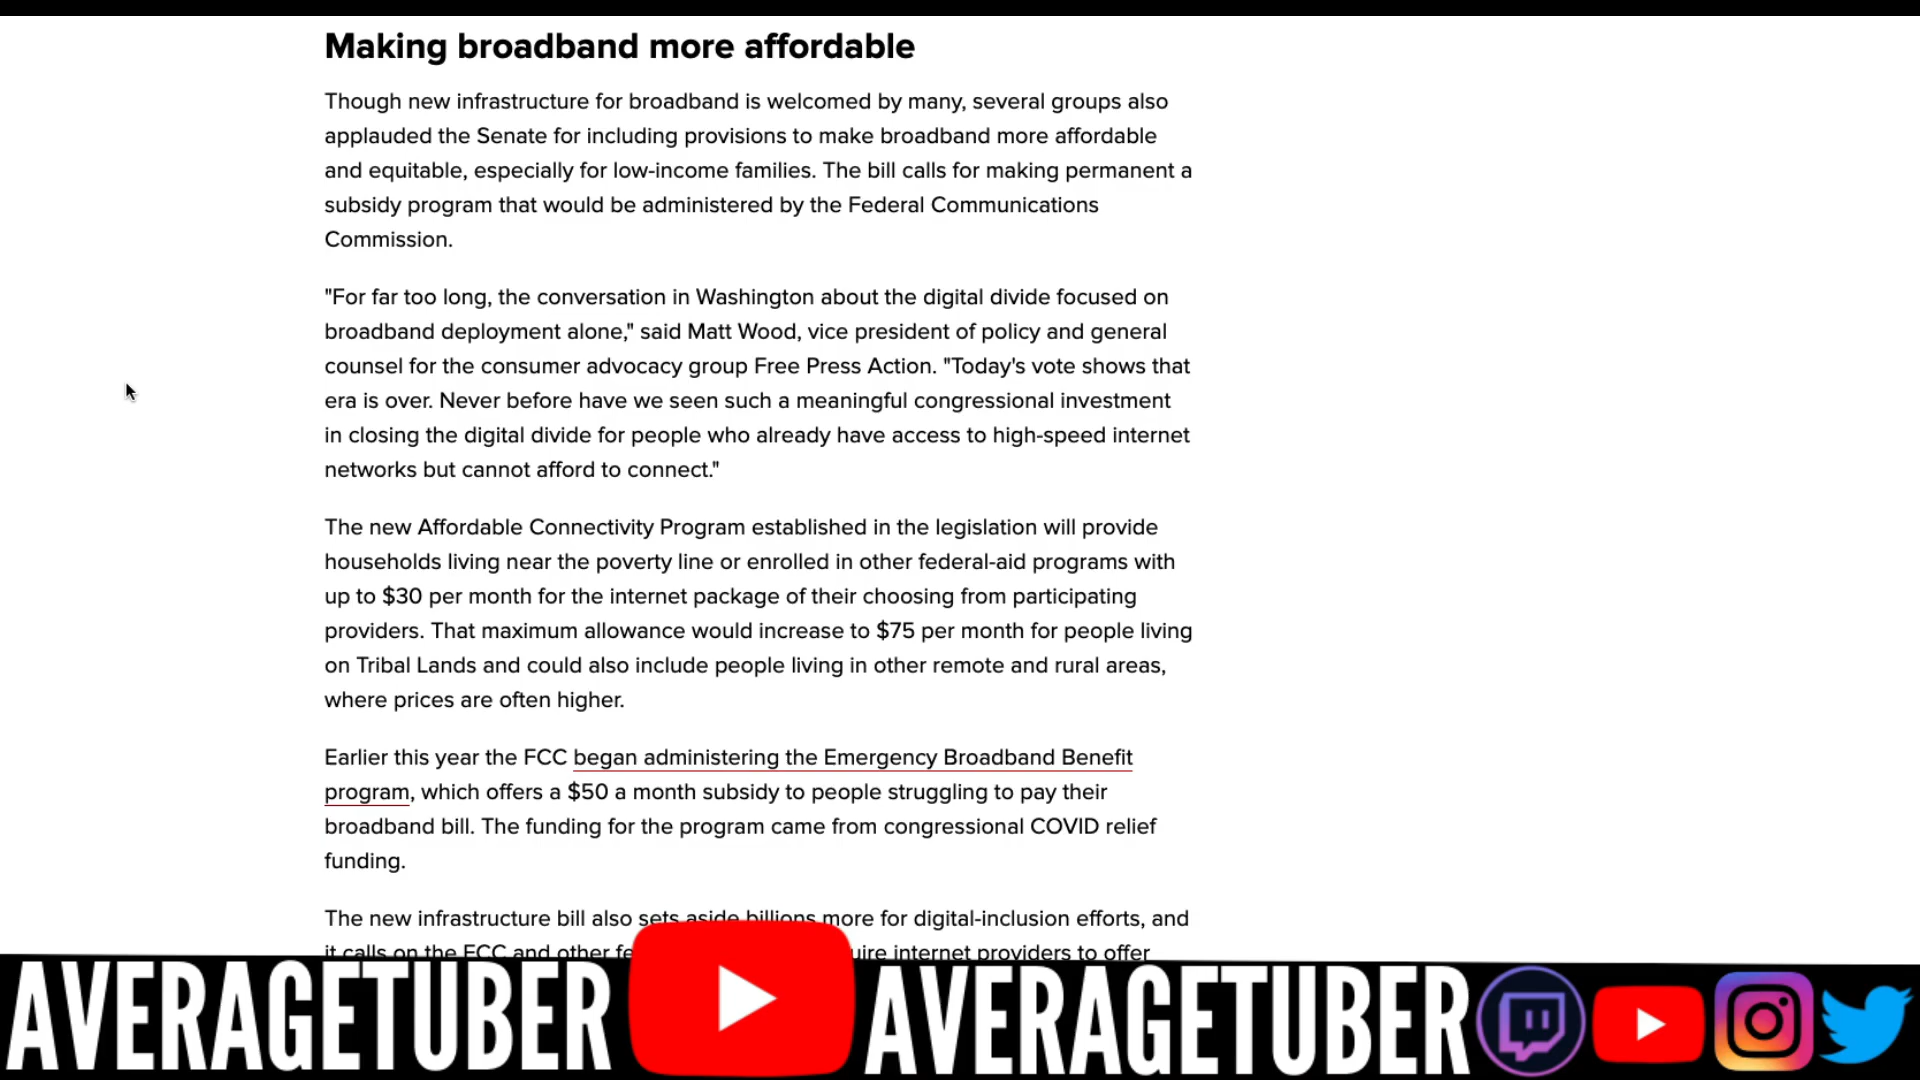 Making broadband more affordable
Though new infrastructure for broadband is welcomed by many, several groups also
applauded the Senate for including provisions to make broadband more affordable
and equitable, especially for low-income families. The bill calls for making permanent a
subsidy program that would be administered by the Federal Communications
Commission.
"For far too long, the conversation in Washington about the digital divide focused on
broadband deployment alone," said Matt Wood, vice president of policy and general
counsel for the consumer advocacy group Free Press Action. "Today's vote shows that
era is over. Never before have we seen such a meaningful congressional investment
in closing the digital divide for people who already have access to high-speed internet
networks but cannot afford to connect."
The new Affordable Connectivity Program established in the legislation will provide
households living near the poverty line or enrolled in other federal-aid programs with
up to $30 per month for the internet package of their choosing from participating
providers. That maximum allowance would increase to $75 per month for people living
on Tribal Lands and could also include people living in other remote and rural areas,
where prices are often higher.
Earlier this year the FCC began administering the Emergency Broadband Benefit
program, which offers a $50 a month subsidy to people struggling to pay their
broadband bill. The funding for the program came from congressional COVID relief
funding.
The new infrastructure bill also sets aside billions more for digital-inclusion efforts, and
it calls on the FCC and other internet providers to offer
AVERAGETUBER AVERAGETUBER